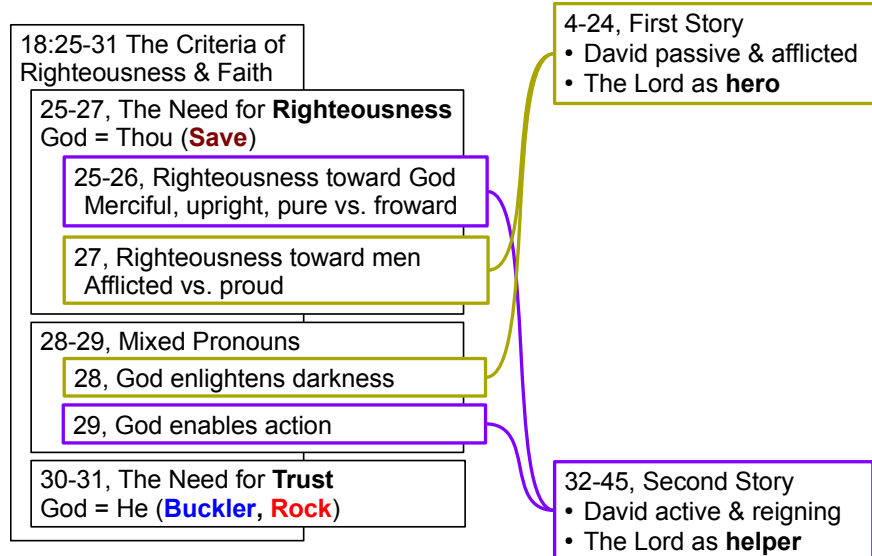 18:25-31 The Criteria of
Righteousness & Faith
25-27, The Need for Righteousness
God = Thou (Save)
25-26, Righteousness toward God
Merciful, upright, pure vs. froward
27, Righteousness toward men
Afflicted vs. proud
28-29, Mixed Pronouns
28, God enlightens darkness
29, God enables action
30-31, The Need for Trust
God = He (Buckler, Rock)
4-24, First Story
• David passive & afflicted
• The Lord as hero
32-45, Second Story
• David active & reigning
• The Lord as helper